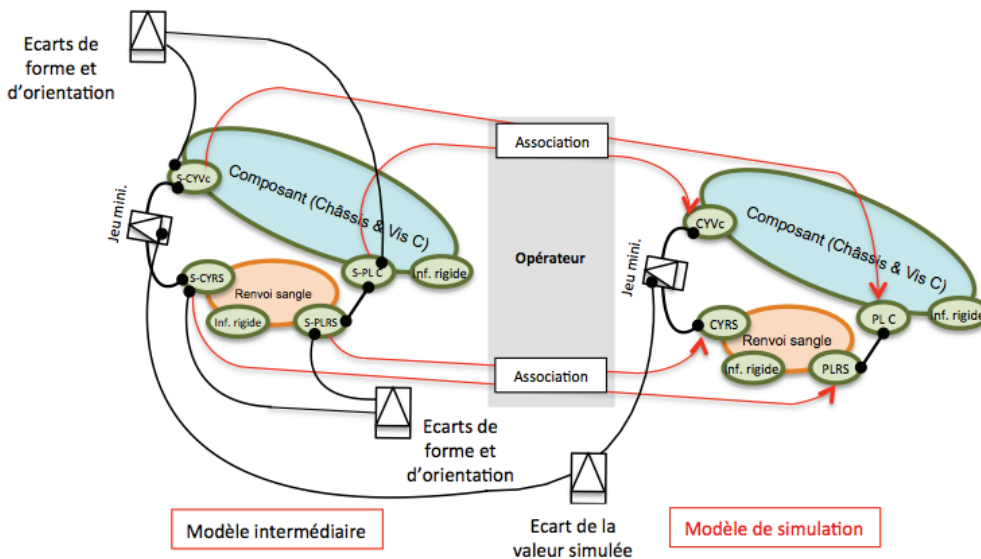 Ecarts de
forme et
d'orientation
Association
Composant (Châssis & Vis C)
S-CYVc
Jeu mini.
S-CYRS
Renvoi sangle
Inf. rigide
S-PLRS
S-PL C
Inf. rigide
Opérateur
Composant (Châssis & Vis C)
CYVc
Jeu mini.
CYRS
Renvoi sangle
nf. rigide
PLRS
PL C
nf. rigide
Association
Ecarts de
forme et
d'orientation
Modèle intermédiaire
Ecart de la
valeur simulée
Modèle de simulation